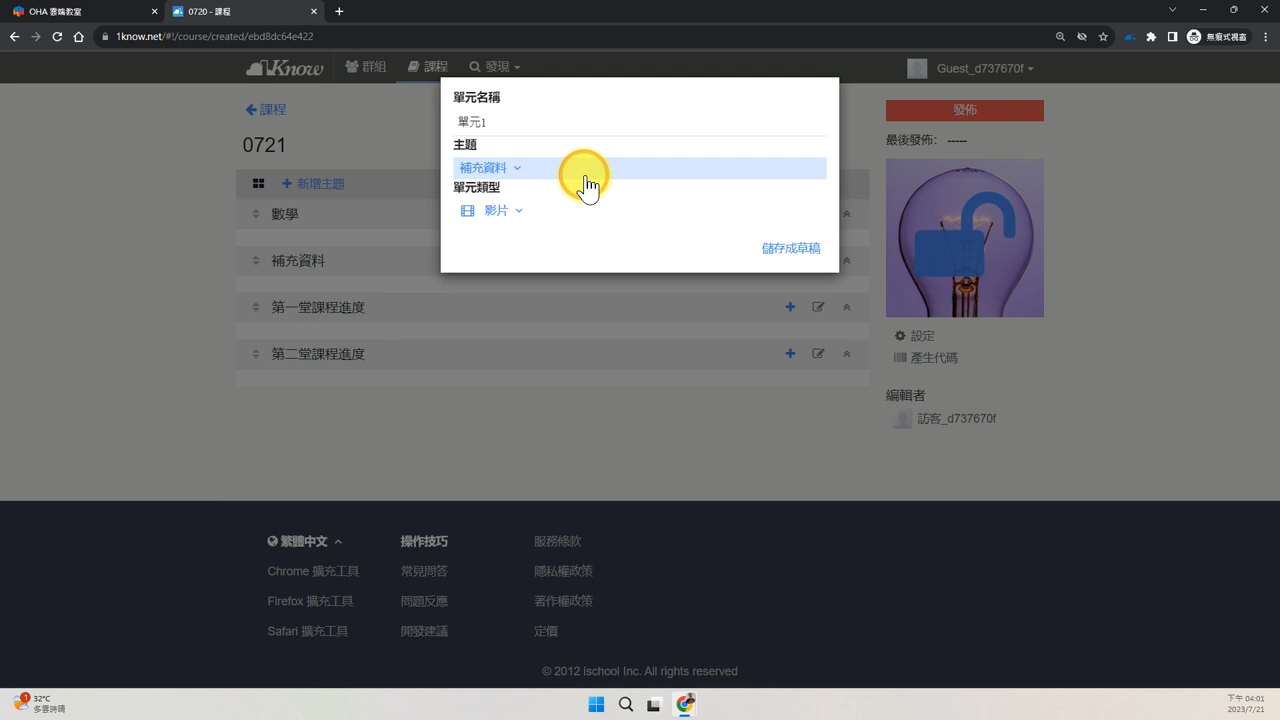 OHA 雲端教室
0720 - 課程
1know.net/#!/course/created/ebd8dc64e422
無痕式視窗
1Know
群組
課程
發現
Guest_d737670f
課程
0721
新增主題
數學
補充資料
第一堂課程進度
第二堂課程進度
單元名稱
單元1
主題
補充資料
單元類型
影片
儲存成草稿
發佈
最後發佈: -----
設定
產生代碼
編輯者
訪客_d737670f
繁體中文
Chrome 擴充工具
Firefox 擴充工具
Safari 擴充工具
操作技巧
常見問答
問題反應
開發建議
服務條款
隱私權政策
著作權政策
定價
© 2012 ischool Inc. All rights reserved
1
32°C
多雲時晴
下午 04:01
2023/7/21